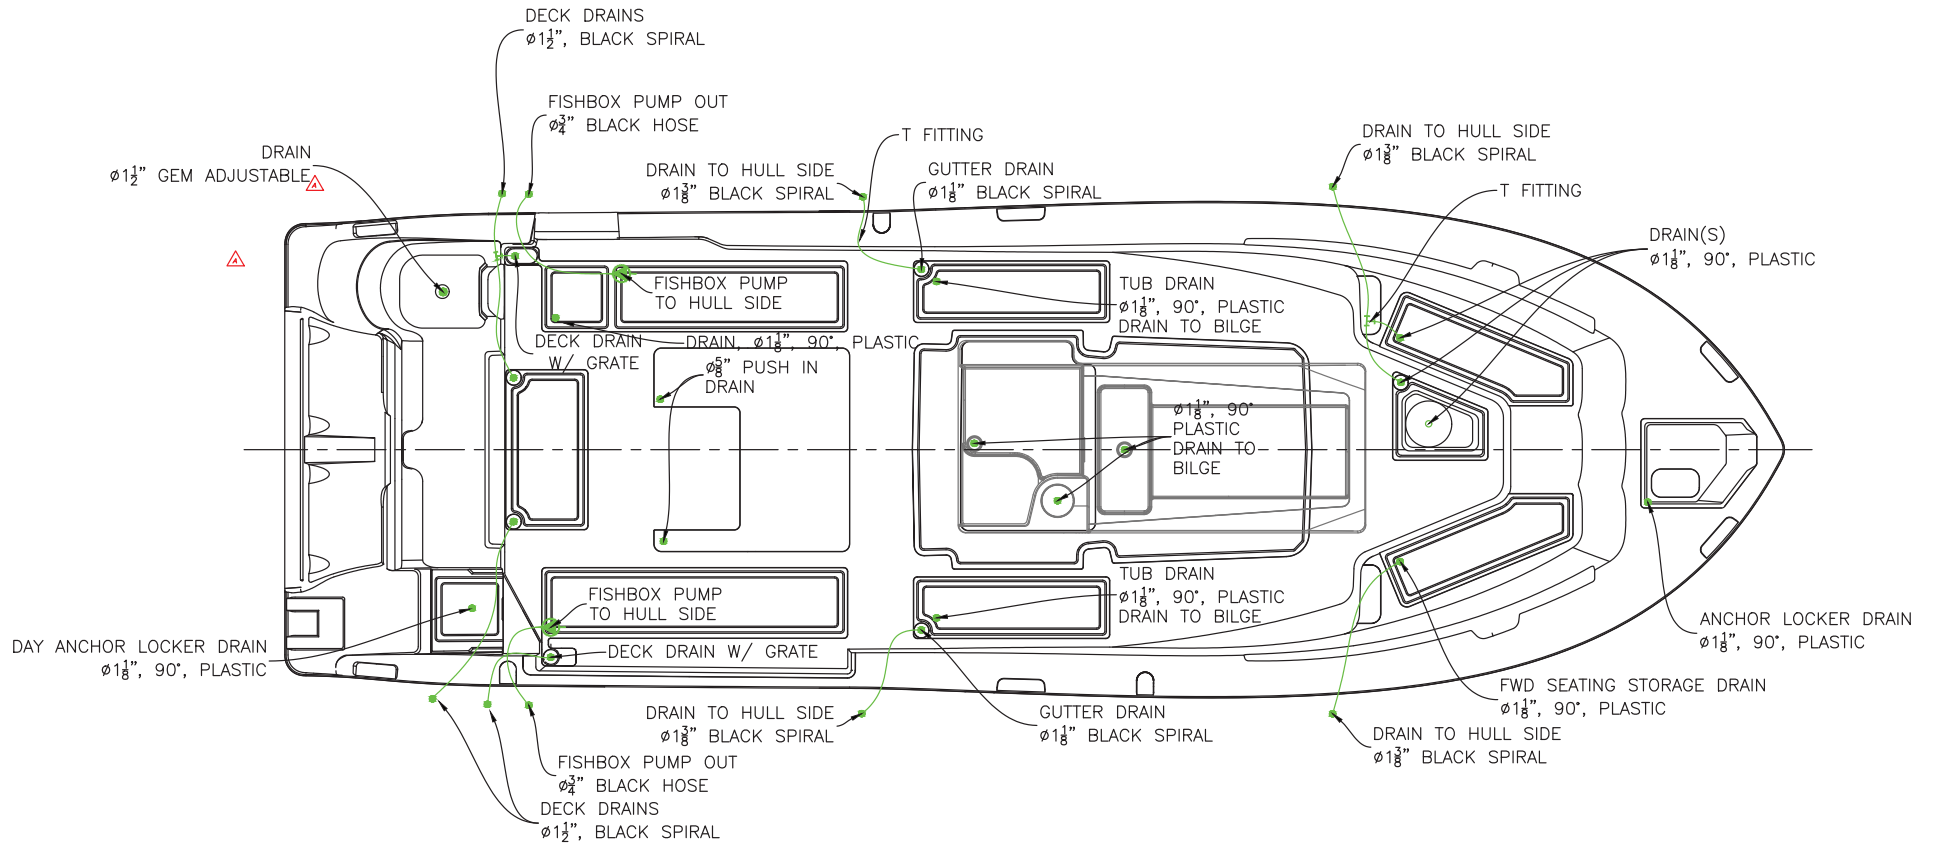 DECK DRAINS
ø1½", BLACK SPIRAL
FISHBOX PUMP OUT
ø¾" BLACK HOSE
DRAIN
ø1½" GEM ADJUSTABLE
A
A
DRAIN TO HULL SIDE
ø1⅜" BLACK SPIRAL
T FITTING
GUTTER DRAIN
ø1⅛" BLACK SPIRAL
DRAIN TO HULL SIDE
ø1⅜" BLACK SPIRAL
T FITTING
DRAIN(S)
ø1⅛", 90°, PLASTIC
FISHBOX PUMP
TO HULL SIDE
TUB DRAIN
ø1⅛", 90°, PLASTIC
DRAIN TO BILGE
DECK DRAIN
W/ GRATE
DRAIN, ø1⅛", 90°, PLASTIC
ø⅝" PUSH IN
DRAIN
ø1⅛", 90°
PLASTIC
DRAIN TO
BILGE
FISHBOX PUMP
TO HULL SIDE
TUB DRAIN
ø1⅛", 90°, PLASTIC
DRAIN TO BILGE
DAY ANCHOR LOCKER DRAIN
ø1⅛", 90°, PLASTIC
DECK DRAIN W/ GRATE
ANCHOR LOCKER DRAIN
ø1⅛", 90°, PLASTIC
FWD SEATING STORAGE DRAIN
ø1⅛", 90°, PLASTIC
DRAIN TO HULL SIDE
ø1⅜" BLACK SPIRAL
GUTTER DRAIN
ø1⅛" BLACK SPIRAL
DRAIN TO HULL SIDE
ø1⅜" BLACK SPIRAL
FISHBOX PUMP OUT
ø¾" BLACK HOSE
DECK DRAINS
ø1½", BLACK SPIRAL